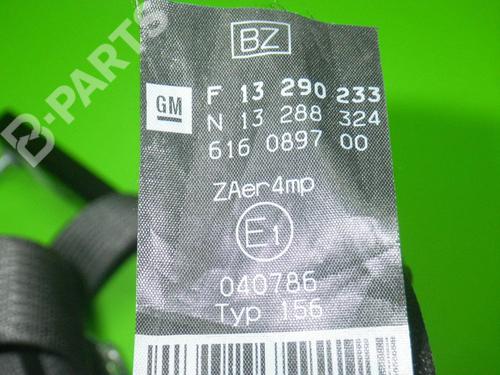 BZ
GM
F 13 290 233
N 13 288 324
616 0897 00
ZAer4mp
E1
040786
Typ 156
B-PARTS